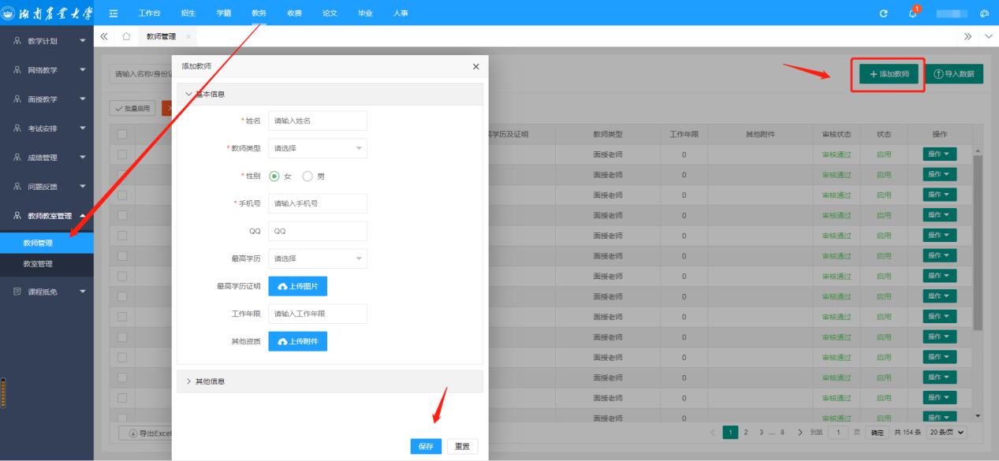 湖南农业大学
工作台 招生 学籍 教务 收费 论文 毕业 人事
1
教学计划
网络教学
面授教学
考试安排
成绩管理
问题反馈
教师教室管理
教师管理
教室管理
课程抵免
教师管理 ×
请输入名称/身份证
+ 添加教师
导入数据
批量启用
添加教师
基本信息
* 姓名 请输入姓名
* 教师类型 请选择
* 性别 女 男
* 手机号 请输入手机号
QQ QQ
最高学历 请选择
最高学历证明 上传图片
工作年限 请输入工作年限
其他资质 上传附件
其他信息
保存 重置
高学历及证明 教师类型 工作年限 其他附件 审核状态 状态 操作
面授老师 0 审核通过 启用 操作
面授老师 0 审核通过 启用 操作
面授老师 0 审核通过 启用 操作
面授老师 0 审核通过 启用 操作
面授老师 0 审核通过 启用 操作
面授老师 0 审核通过 启用 操作
面授老师 0 审核通过 启用 操作
面授老师 0 审核通过 启用 操作
面授老师 0 审核通过 启用 操作
面授老师 0 审核通过 启用 操作
面授老师 0 审核通过 启用 操作
面授老师 0 审核通过 启用 操作
面授老师 0 审核通过 启用 操作
面授老师 0 审核通过 启用 操作
导出Excel
1 2 3 … 8 到第 1 页 确定 共 154 条 20 条/页